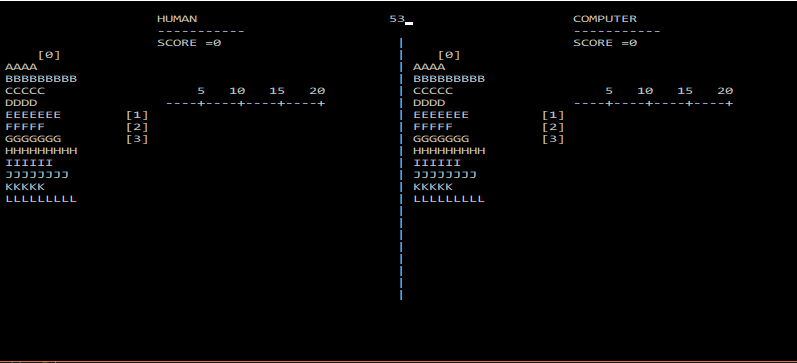 HUMAN 53 COMPUTER
----------- -----------
SCORE =0 | SCORE =0
[0] | [0]
AAAA | AAAA
BBBBBBBBB | BBBBBBBBB
CCCCC 5 10 15 20 | CCCCC 5 10 15 20
DDDD ----+----+----+----+ | DDDD ----+----+----+----+
EEEEEEE [1] | EEEEEEE [1]
FFFFF [2] | FFFFF [2]
GGGGGGG [3] | GGGGGGG [3]
HHHHHHHHH | HHHHHHHHH
IIIIII | IIIIII
JJJJJJJJ | JJJJJJJJ
KKKKK | KKKKK
LLLLLLLLL | LLLLLLLLL